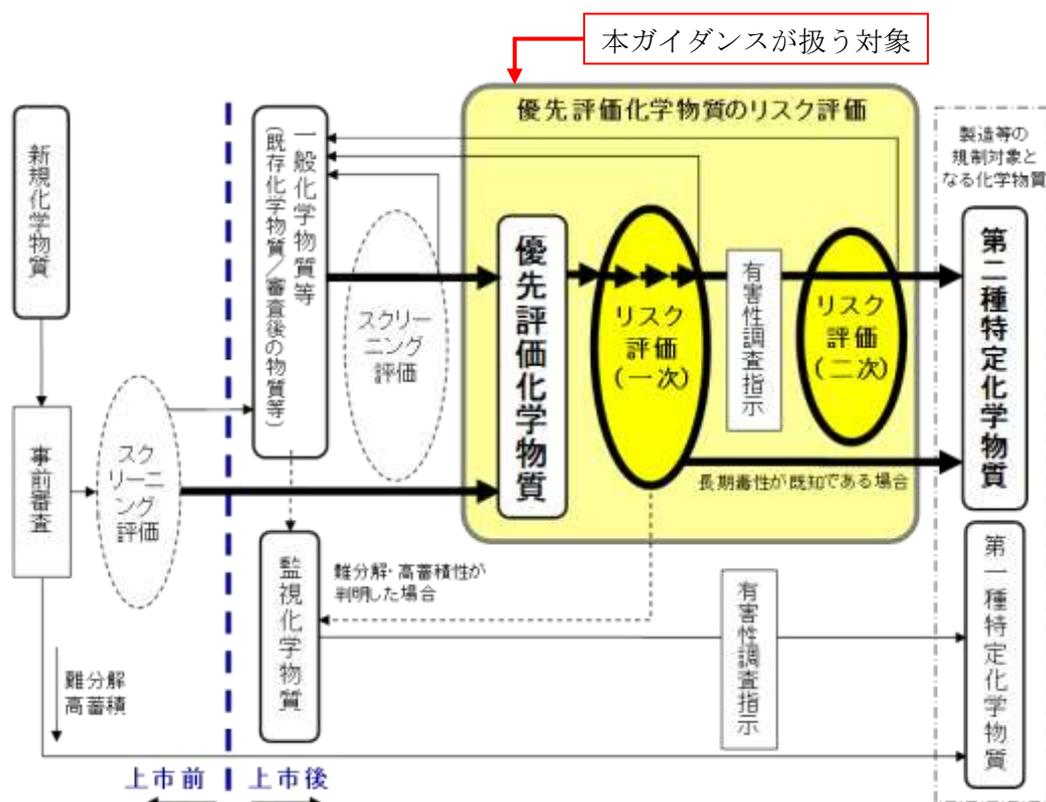 本ガイダンスが扱う対象
優先評価化学物質のリスク評価
製造等の
規制対象と
なる化学物質
新規化学物質
一般化学物質等
(既存化学物質/審査後の物質等)
スクリー
ニング
評価
優先評価化学物質
リスク
評価
(一次)
有害性調査指示
リスク
評価
(二次)
第二種特定化学物質
事前審査
スク
リーニ
ング
評価
長期毒性が既知である場合
監視化学物質
難分解・高蓄積性が
判明した場合
有害性調査指示
第一種特定化学物質
難分解
高蓄積
上市前
上市後